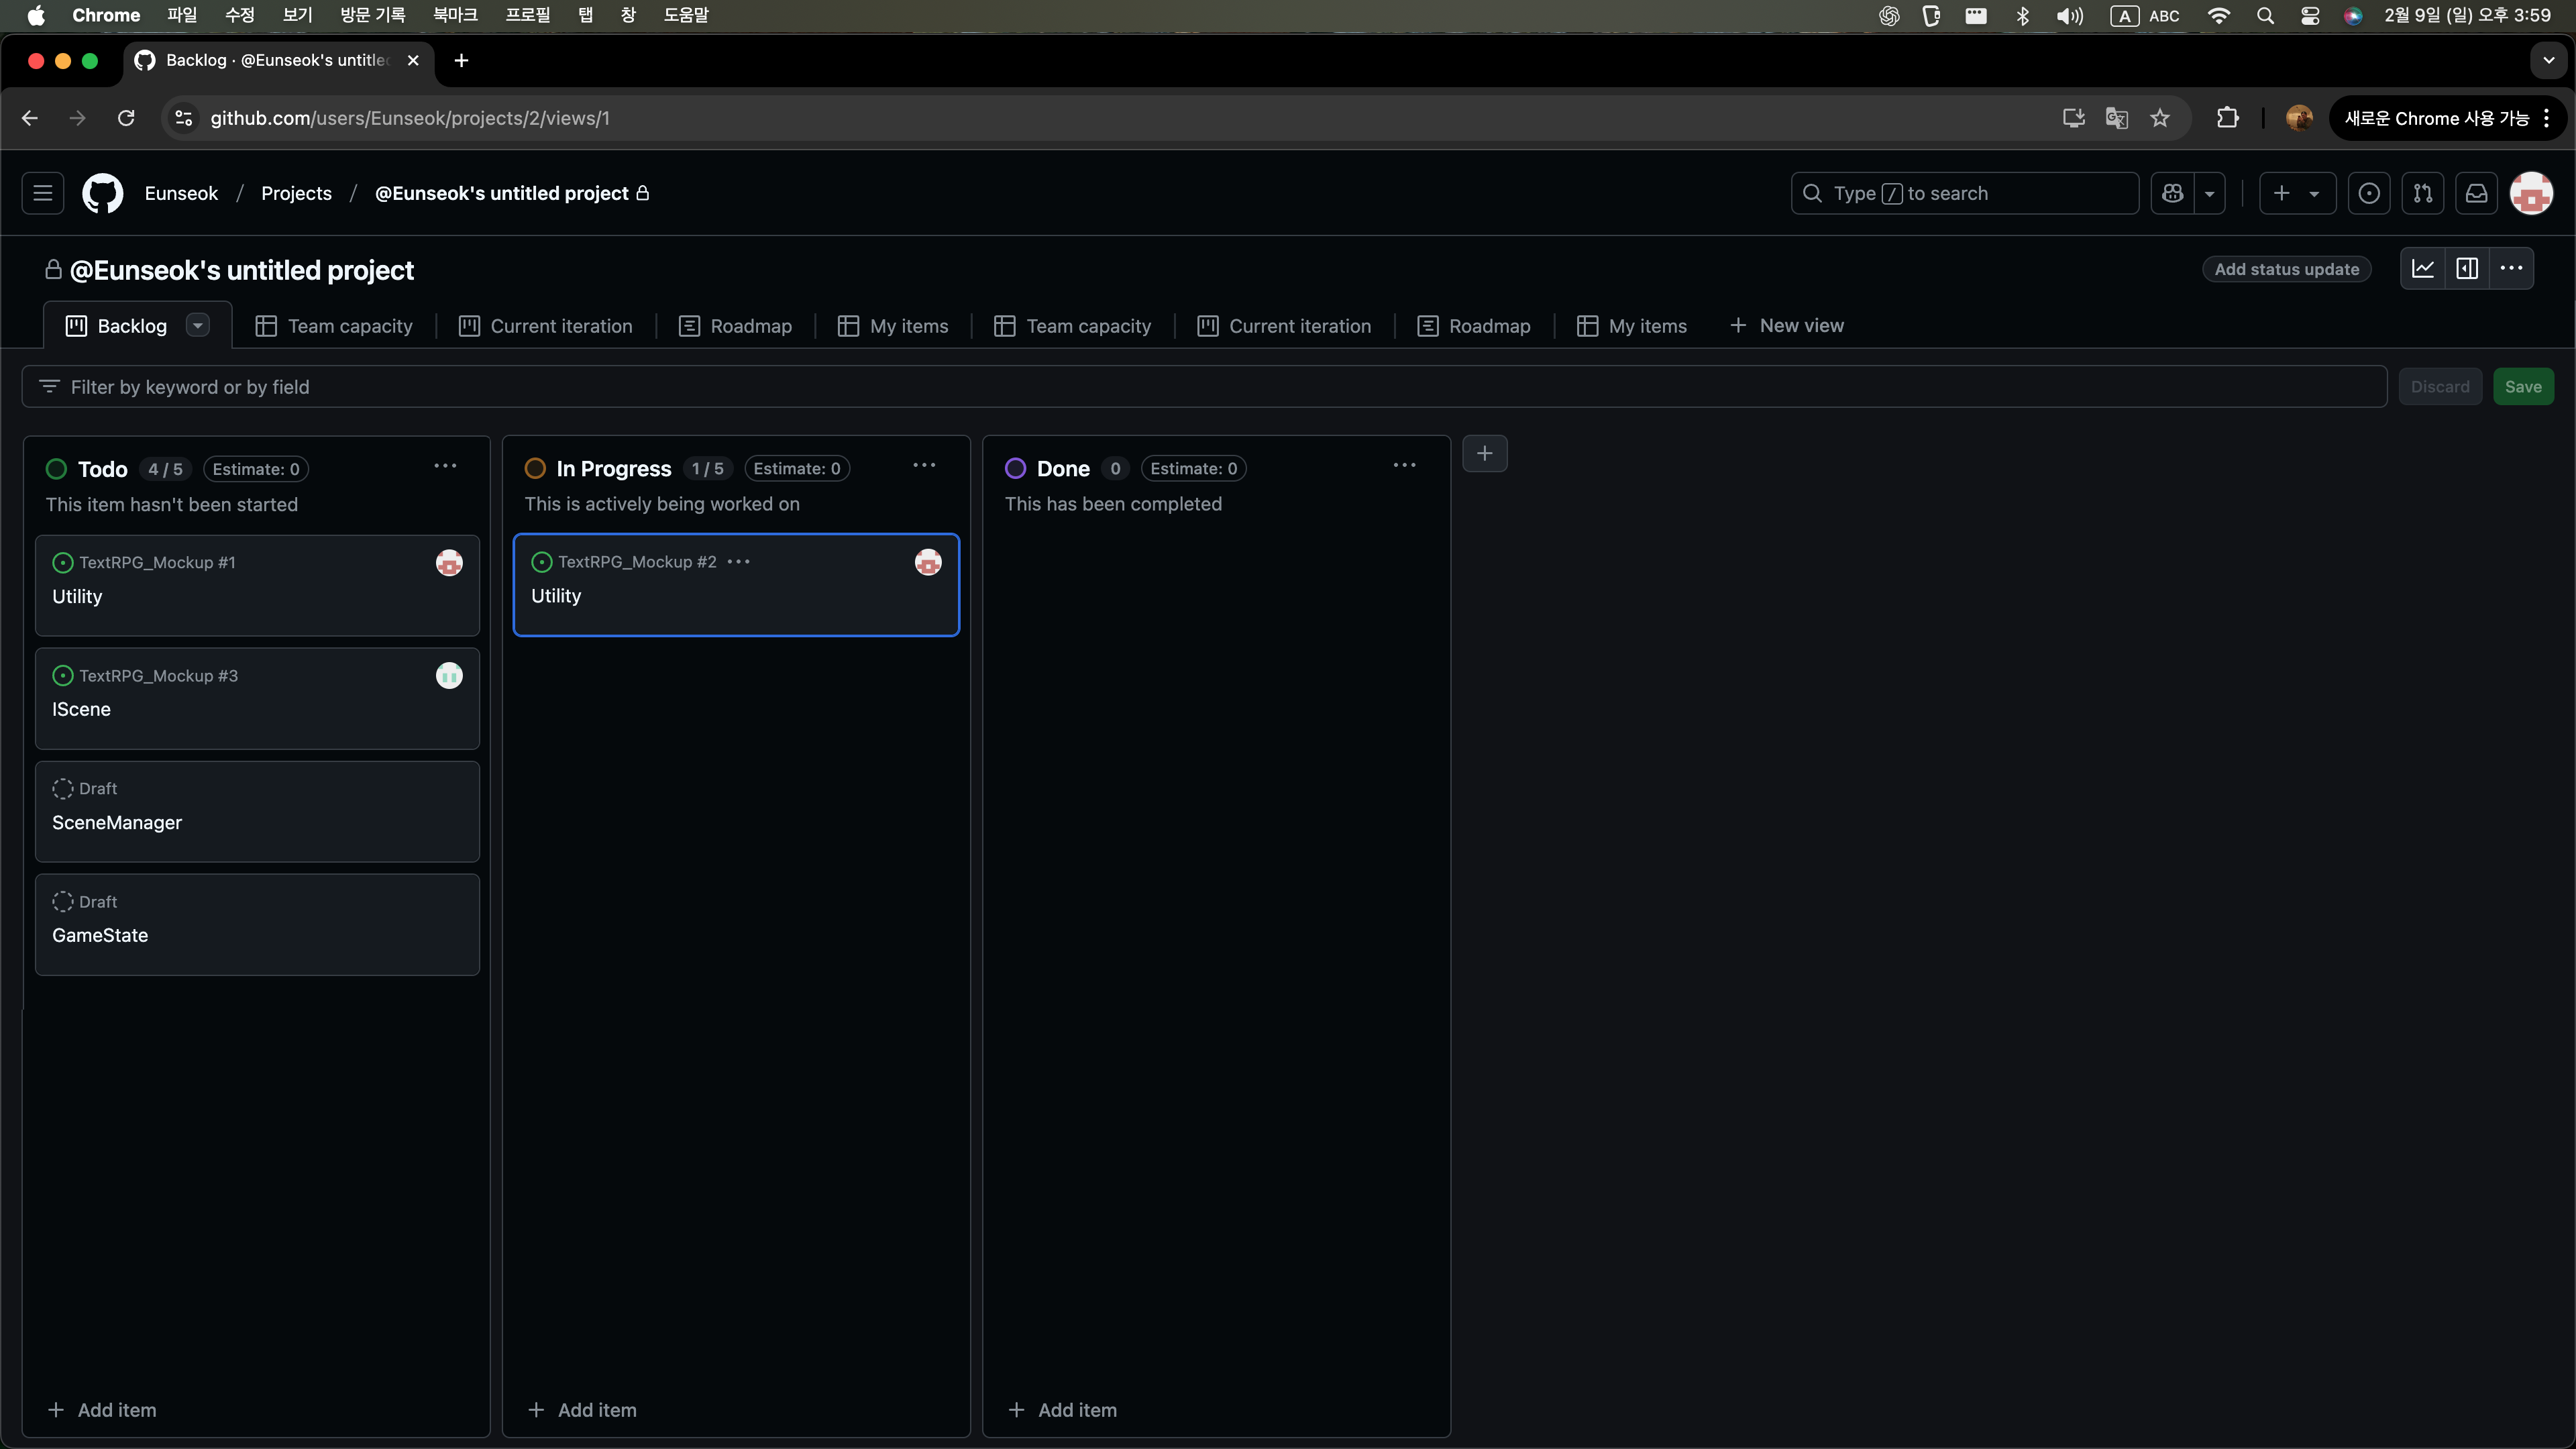 Chrome 파일 수정 보기 방문 기록 북마크 프로필 탭 창 도움말 A ABC 2월 9일 (일) 오후 3:59
Backlog · @Eunseok's untitled
github.com/users/Eunseok/projects/2/views/1 새로운 Chrome 사용 가능
Eunseok / Projects / @Eunseok's untitled project Type / to search
@Eunseok's untitled project Add status update
Backlog Team capacity Current iteration Roadmap My items Team capacity Current iteration Roadmap My items New view
Filter by keyword or by field Discard Save
Todo 4 / 5 Estimate: 0
This item hasn't been started
TextRPG_Mockup #1
Utility
TextRPG_Mockup #3
IScene
Draft
SceneManager
Draft
GameState
Add item
In Progress 1 / 5 Estimate: 0
This is actively being worked on
TextRPG_Mockup #2
Utility
Add item
Done 0 Estimate: 0
This has been completed
Add item